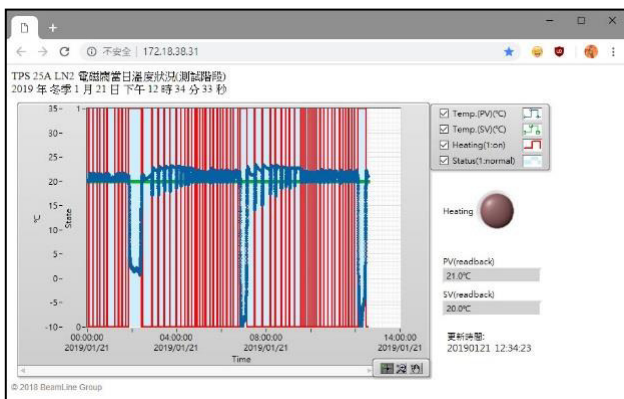 不安全 | 172.18.38.31
TPS 25A LN2 電磁閥當日溫度狀況(測試階段)
2019 年 冬季 1 月 21 日 下午 12 時 34 分 33 秒
35
30
25
20
15
10
5
0
-5
-10
℃
1
0
State
00:00:00
2019/01/21
04:00:00
2019/01/21
08:00:00
2019/01/21
14:00:00
2019/01/21
Time
Temp.(PV)(℃)
Temp.(SV)(℃)
Heating(1:on)
Status(1:normal)
Heating
PV(readback)
21.0℃
SV(readback)
20.0℃
更新時間:
20190121 12:34:23
© 2018 BeamLine Group